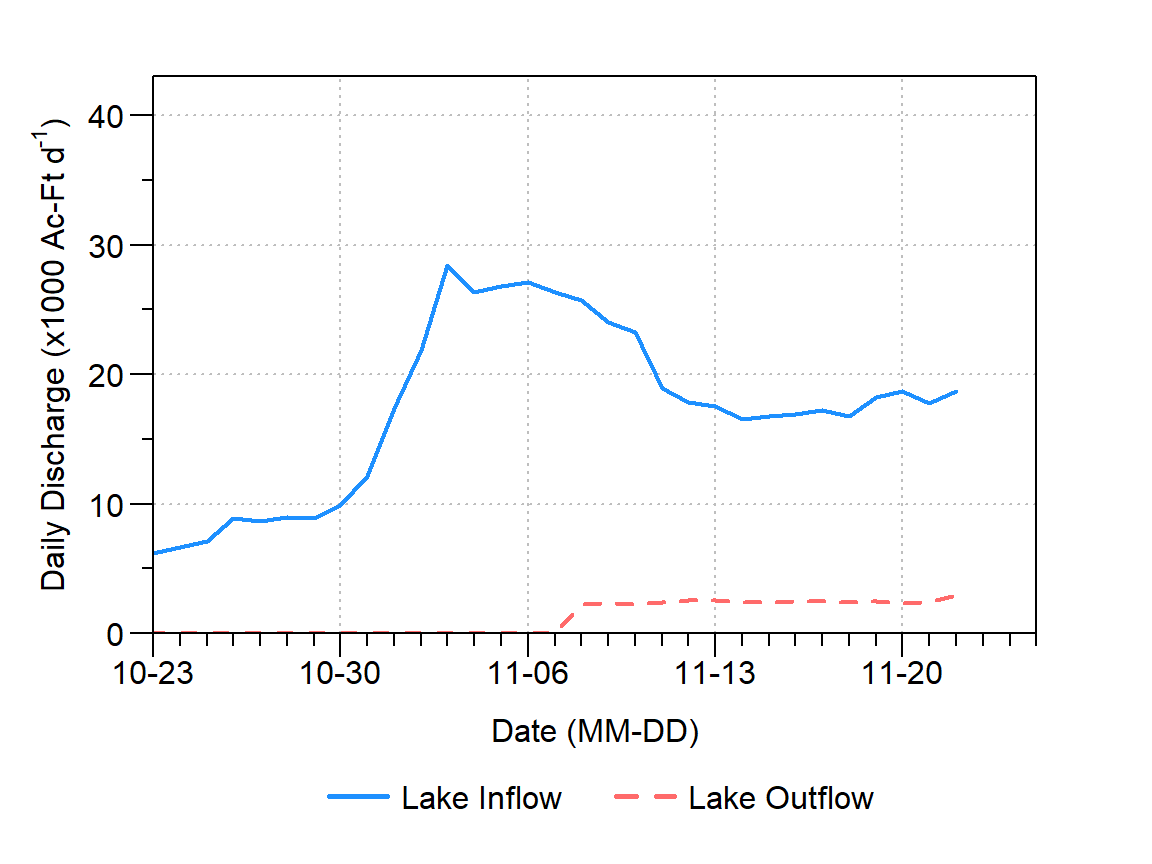 Daily Discharge (x1000 Ac-Ft d⁻¹)
40
30
20
10
0
10-23 10-30 11-06 11-13 11-20
Date (MM-DD)
Lake Inflow Lake Outflow